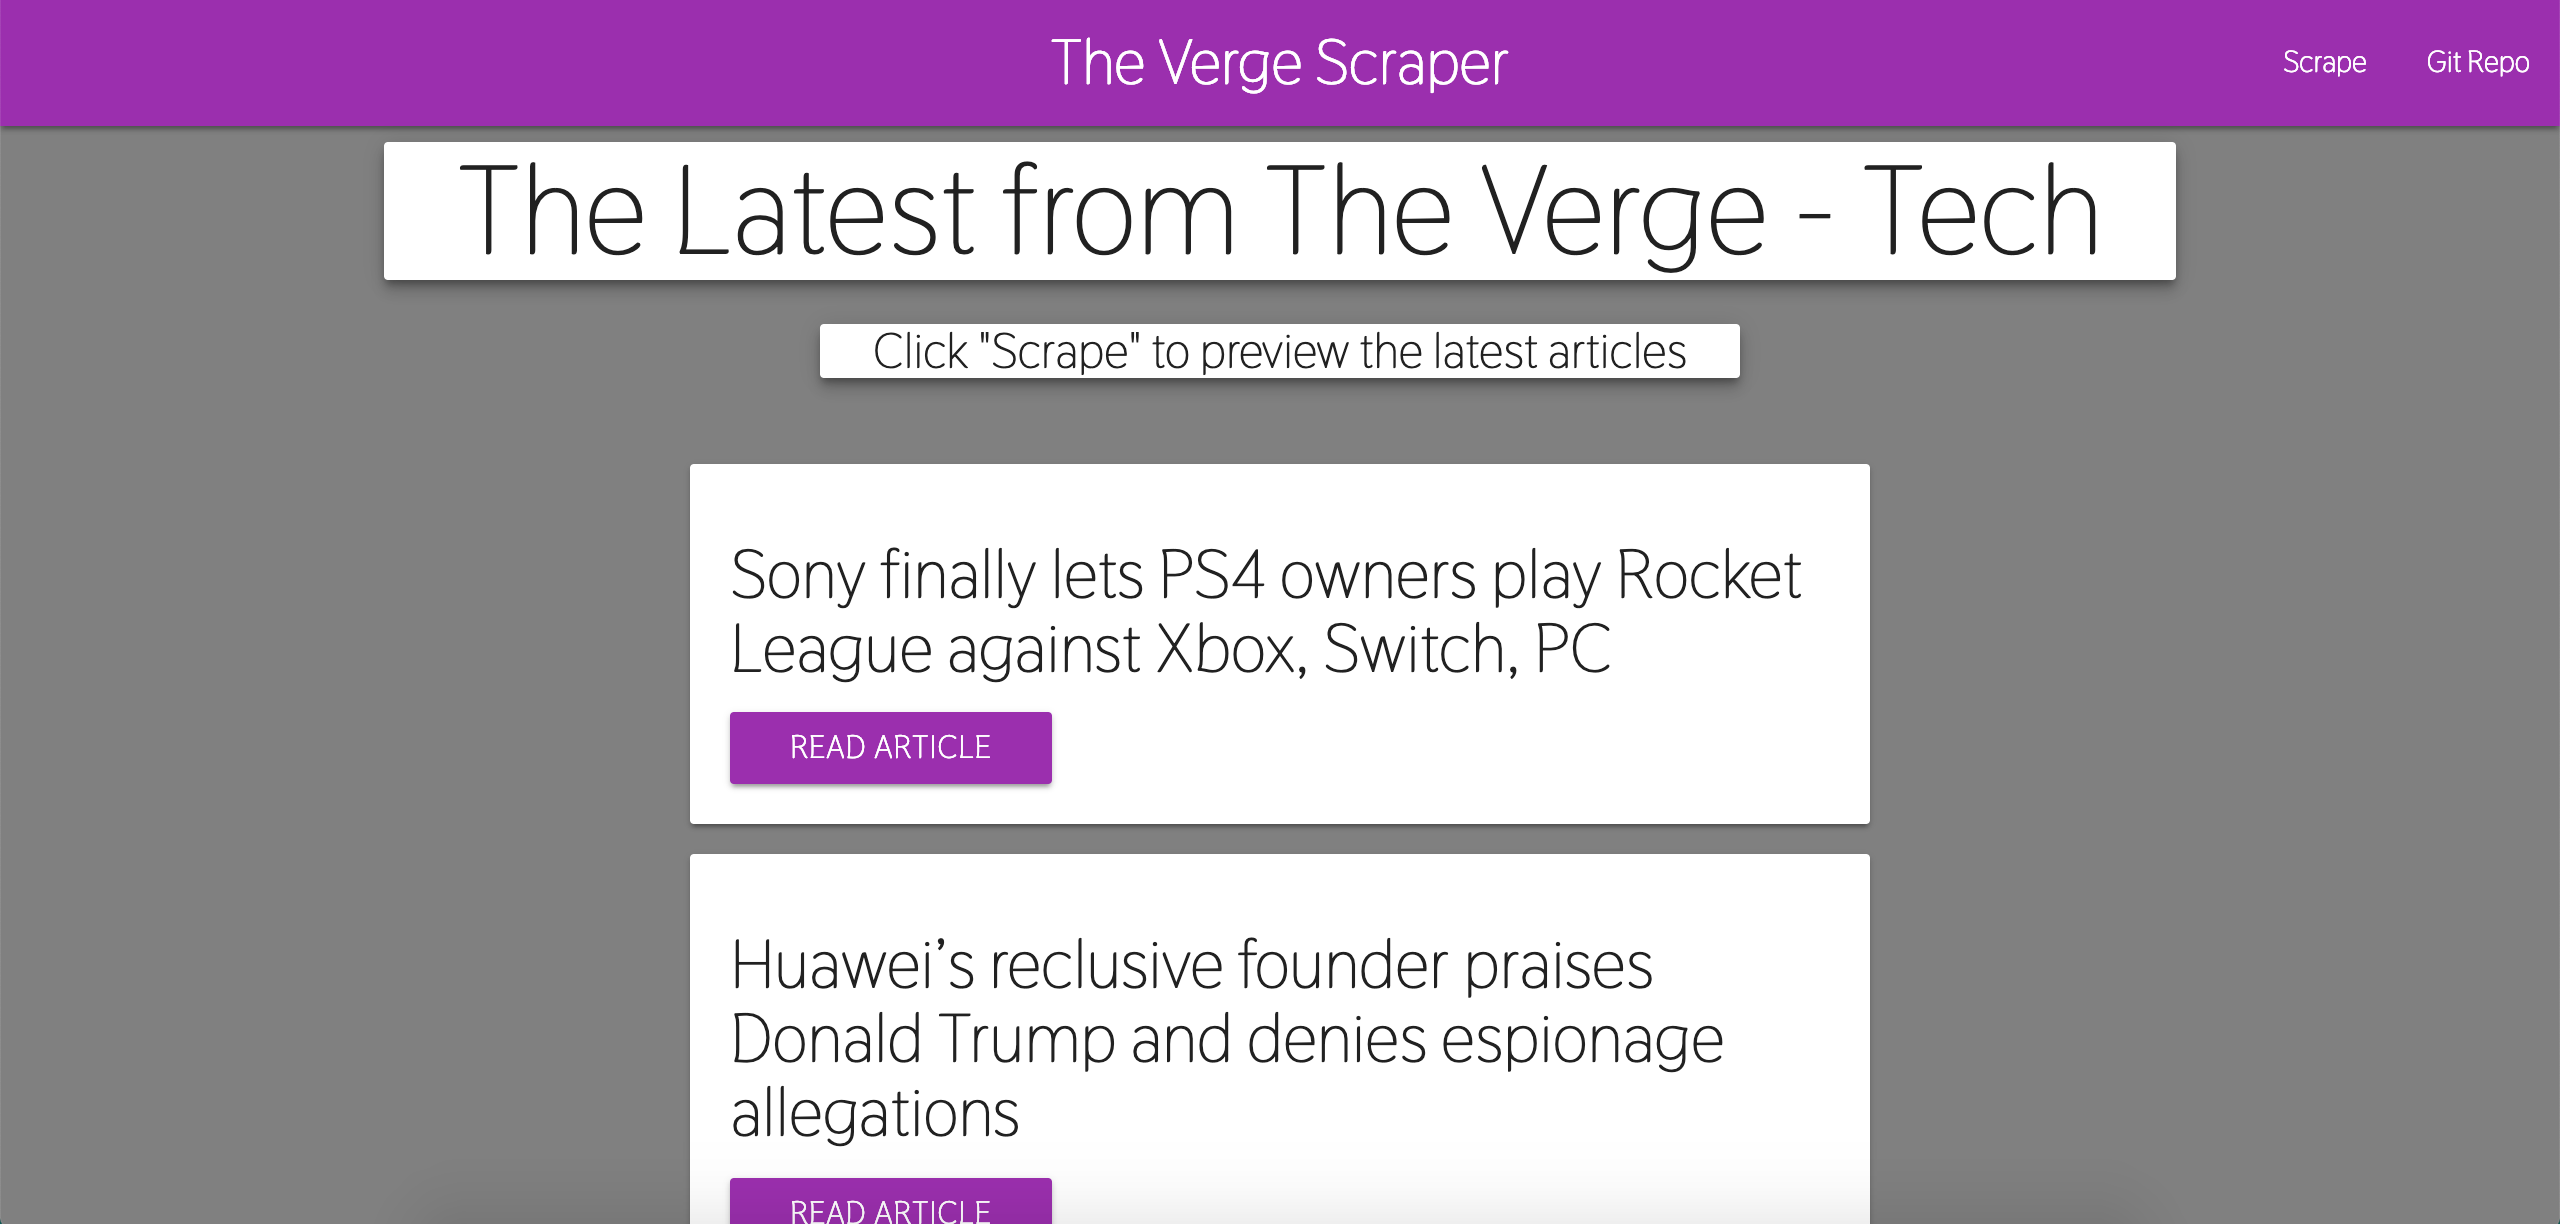 The Verge Scraper
Scrape
Git Repo
The Latest from The Verge - Tech
Click "Scrape" to preview the latest articles
Sony finally lets PS4 owners play Rocket
League against Xbox, Switch, PC
READ ARTICLE
Huawei’s reclusive founder praises
Donald Trump and denies espionage
allegations
READ ARTICLE